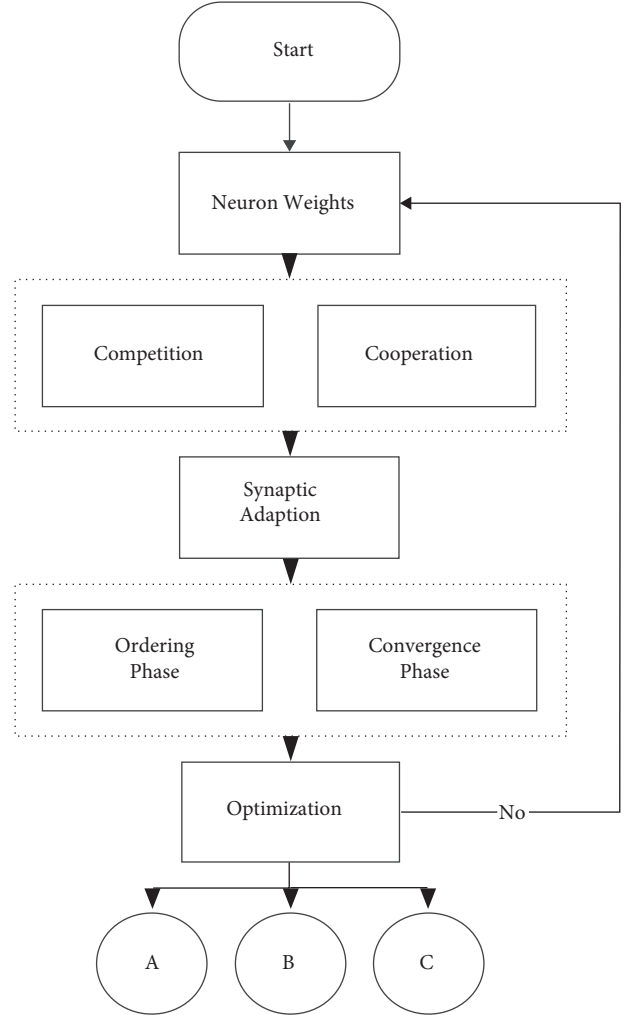 Start
Neuron Weights
Competition
Cooperation
Synaptic
Adaption
Ordering
Phase
Convergence
Phase
Optimization
No
A
B
C